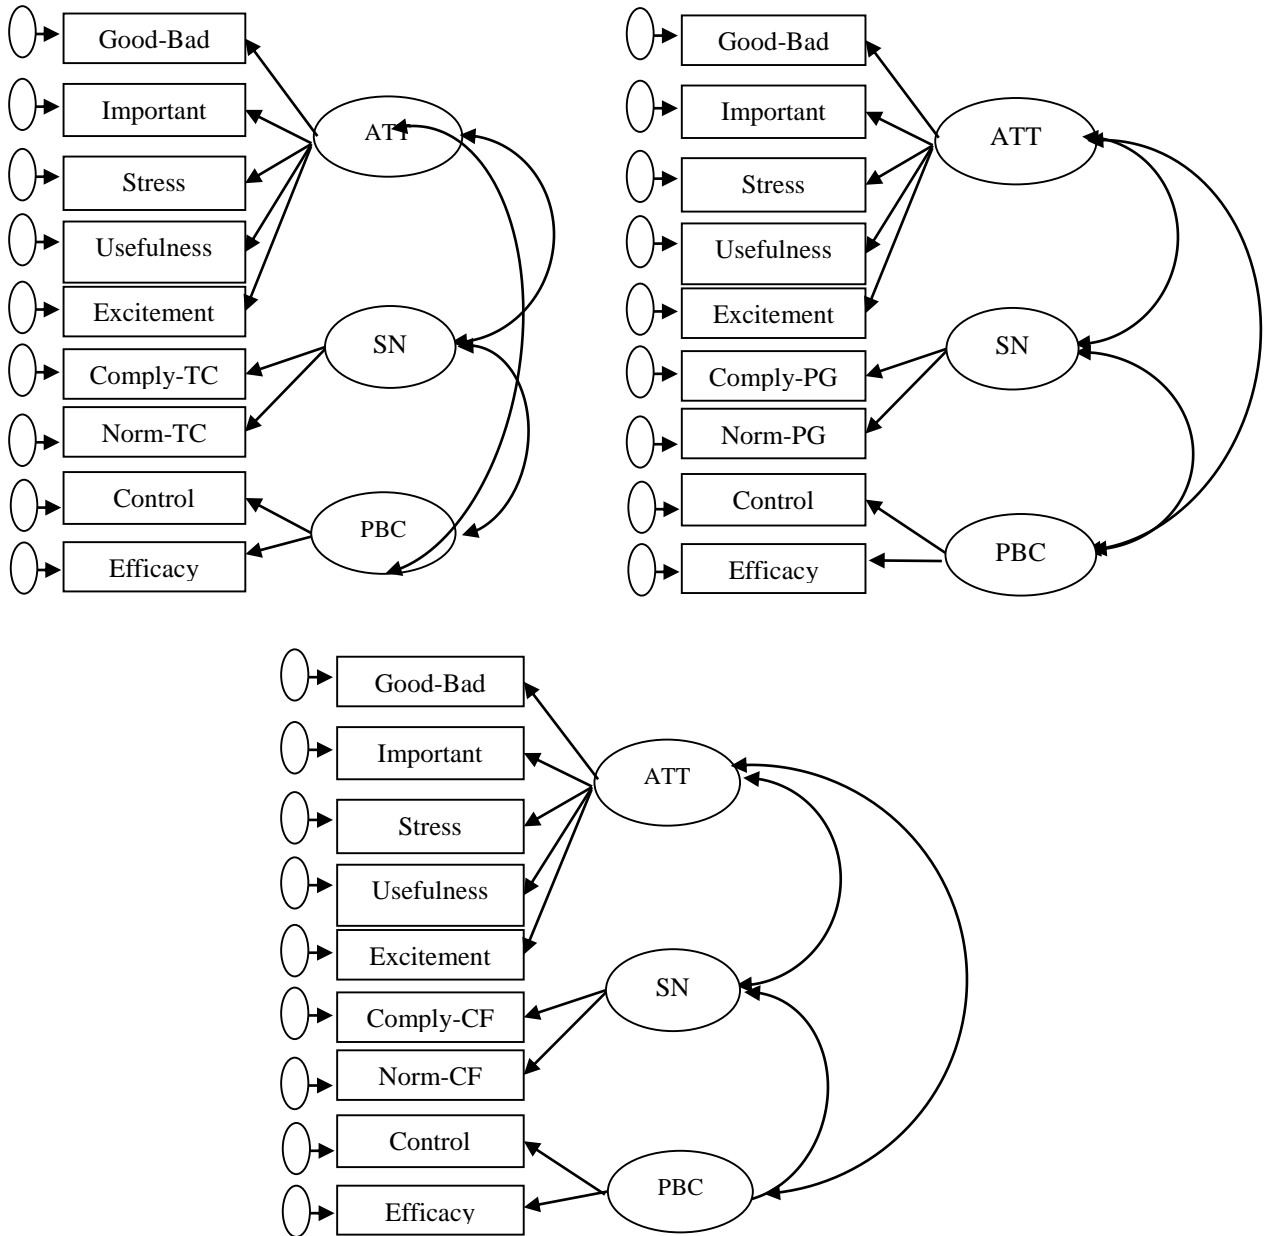 Good-Bad
Important
Stress
Usefulness
Excitement
Comply-TC
Norm-TC
Control
Efficacy
ATT
SN
PBC
Good-Bad
Important
Stress
Usefulness
Excitement
Comply-PG
Norm-PG
Control
Efficacy
ATT
SN
PBC
Good-Bad
Important
Stress
Usefulness
Excitement
Comply-CF
Norm-CF
Control
Efficacy
ATT
SN
PBC